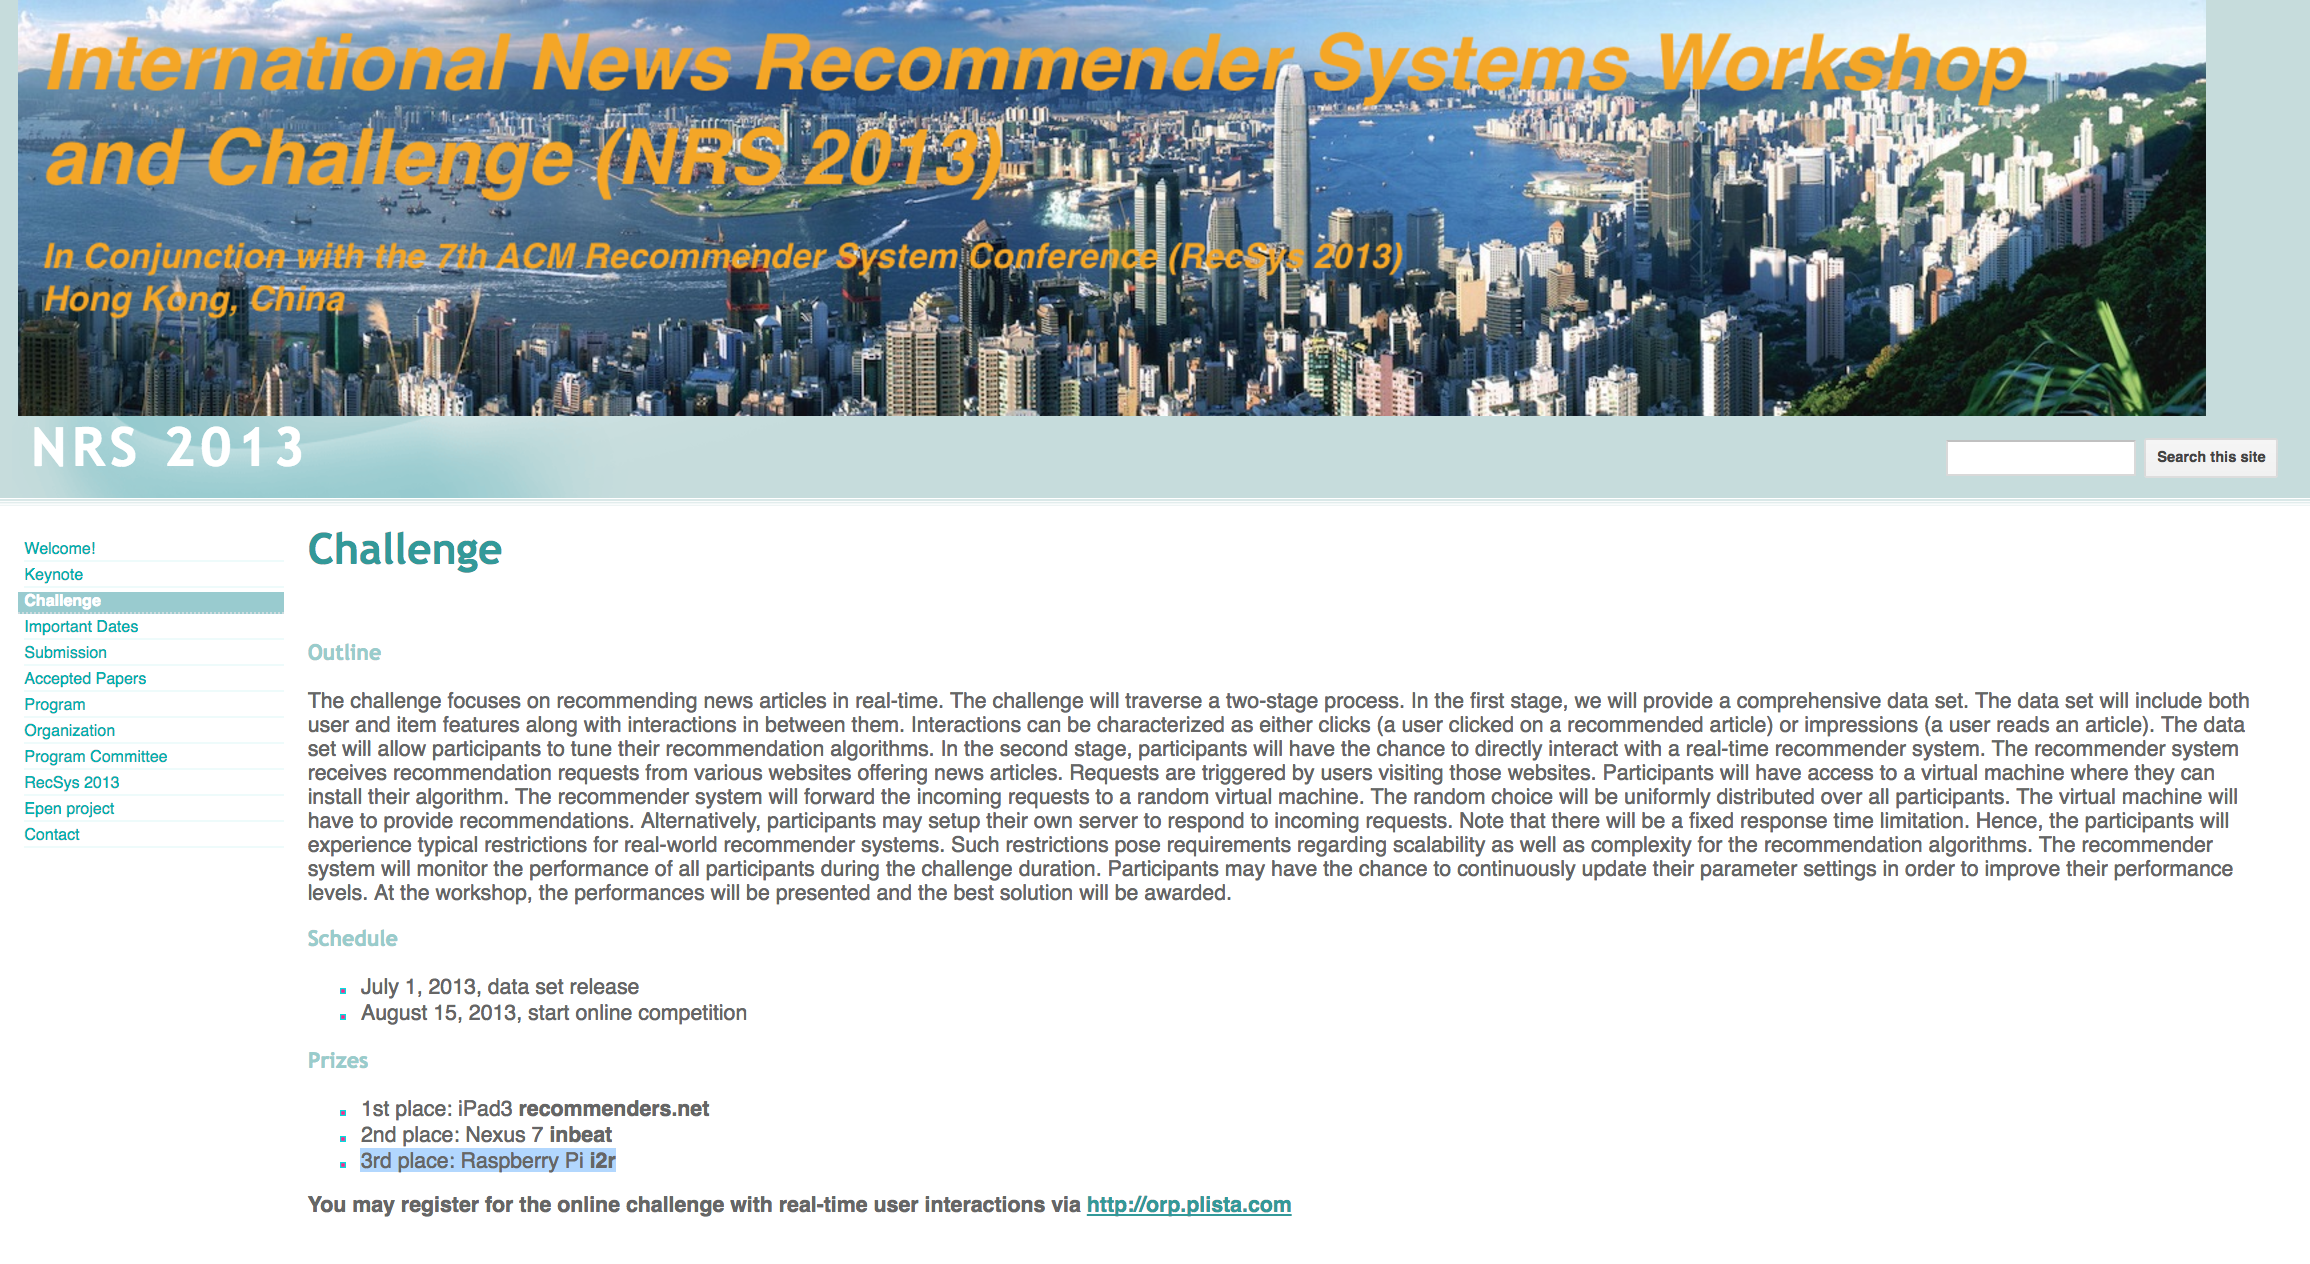 International News Recommender Systems Workshop
and Challenge (NRS 2013)
In Conjunction with the 7th ACM Recommender System Conference (RecSys 2013)
Hong Kong, China
NRS 2013
Search this site
Welcome!
Keynote
Challenge
Important Dates
Submission
Accepted Papers
Program
Organization
Program Committee
RecSys 2013
Epen project
Contact
Challenge
Outline
The challenge focuses on recommending news articles in real-time. The challenge will traverse a two-stage process. In the first stage, we will provide a comprehensive data set. The data set will include both
user and item features along with interactions in between them. Interactions can be characterized as either clicks (a user clicked on a recommended article) or impressions (a user reads an article). The data
set will allow participants to tune their recommendation algorithms. In the second stage, participants will have the chance to directly interact with a real-time recommender system. The recommender system
receives recommendation requests from various websites offering news articles. Requests are triggered by users visiting those websites. Participants will have access to a virtual machine where they can
install their algorithm. The recommender system will forward the incoming requests to a random virtual machine. The random choice will be uniformly distributed over all participants. The virtual machine will
have to provide recommendations. Alternatively, participants may setup their own server to respond to incoming requests. Note that there will be a fixed response time limitation. Hence, the participants will
experience typical restrictions for real-world recommender systems. Such restrictions pose requirements regarding scalability as well as complexity for the recommendation algorithms. The recommender
system will monitor the performance of all participants during the challenge duration. Participants may have the chance to continuously update their parameter settings in order to improve their performance
levels. At the workshop, the performances will be presented and the best solution will be awarded.
Schedule
July 1, 2013, data set release
August 15, 2013, start online competition
Prizes
1st place: iPad3 recommenders.net
2nd place: Nexus 7 inbeat
3rd place: Raspberry Pi i2r
You may register for the online challenge with real-time user interactions via http://orp.plista.com